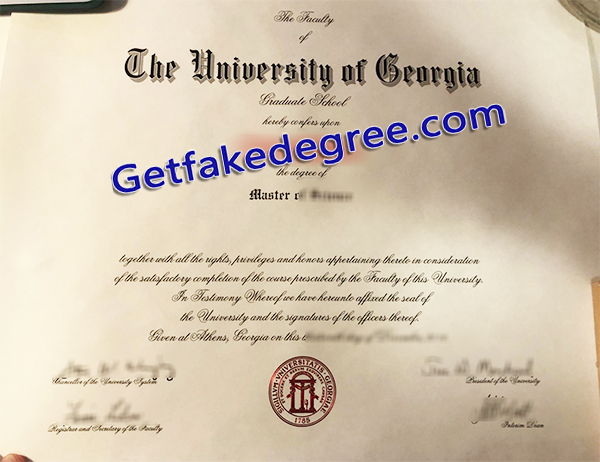 The Faculty
of
The University of Georgia
Graduate School
hereby confers upon
Getfakedegree.com
the degree of
Master
together with all the rights, privileges and honors appertaining thereto in consideration
of the satisfactory completion of the course prescribed by the Faculty of this University.
In Testimony Whereof we have hereunto affixed the seal of
the University and the signatures of the officers thereof.
Given at Athens, Georgia on this
Chancellor of the University System
President of the University
SIGILLVM UNIVERSITATIS GEORGIAE
1785
Registrar and Secretary of the Faculty
Interim Dean